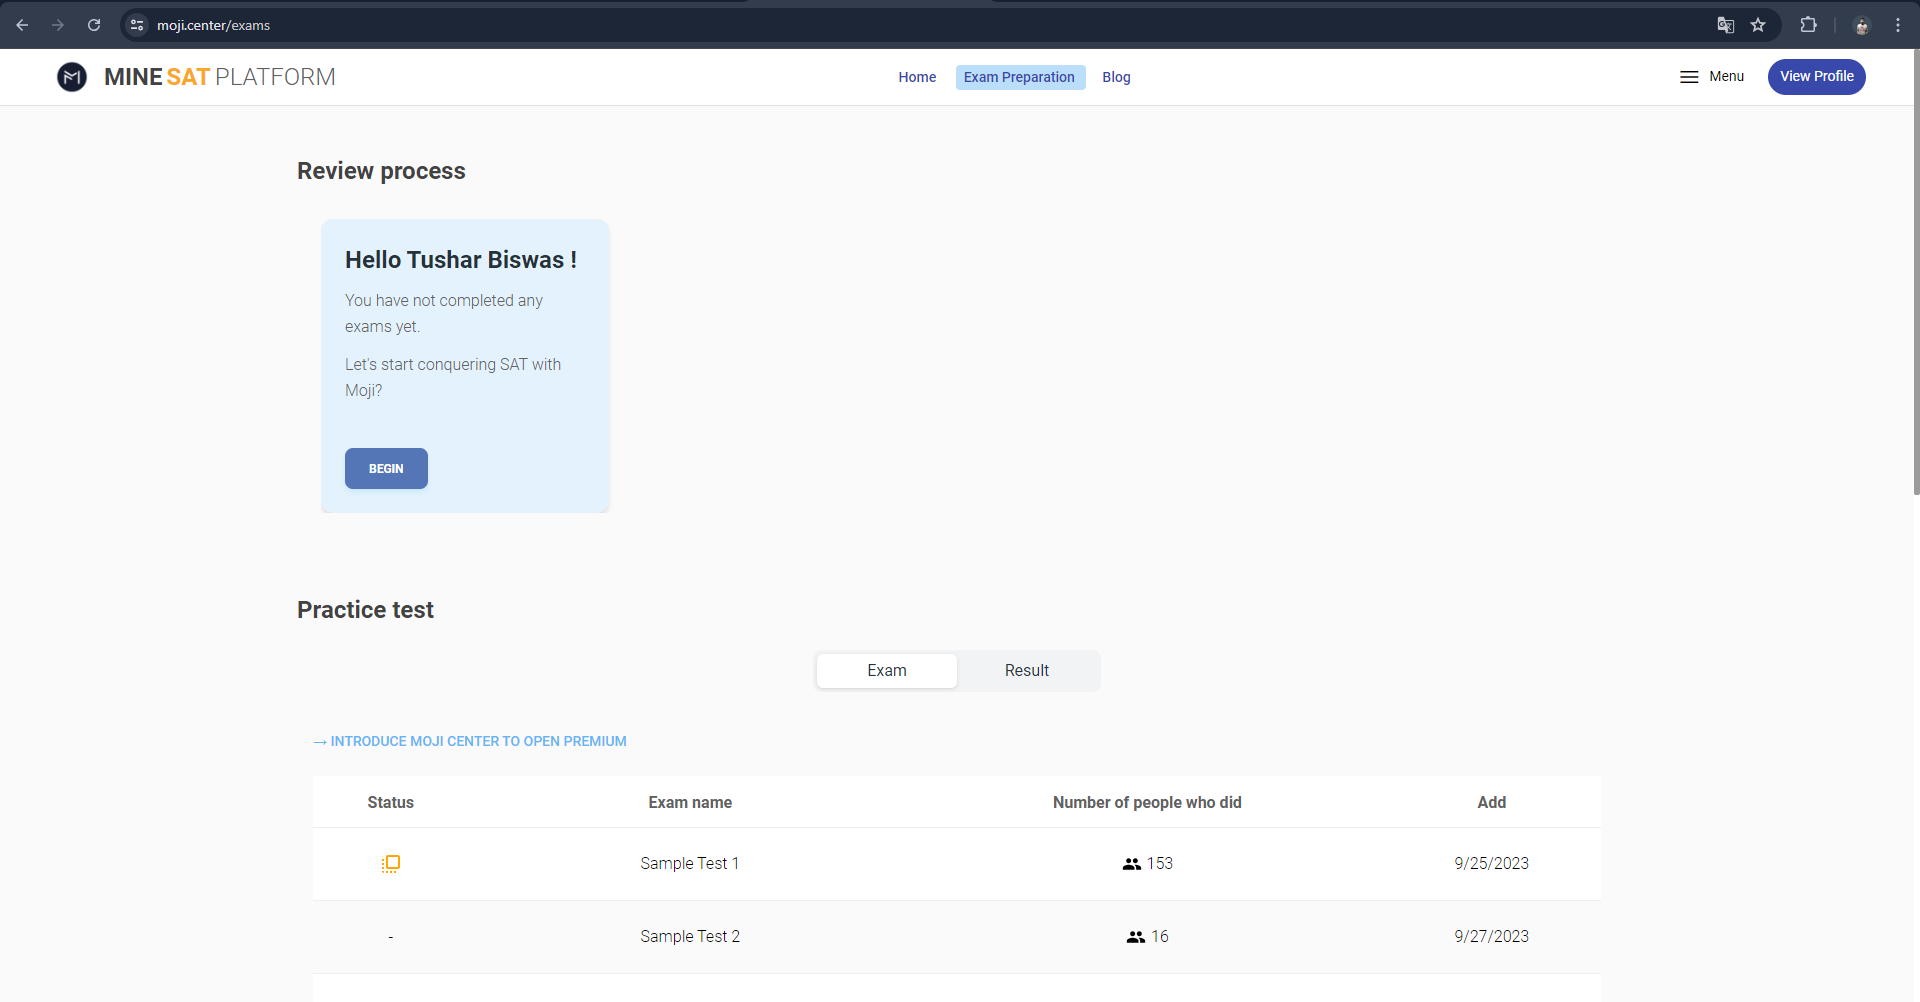 moji.center/exams
MINE SAT PLATFORM
Home
Exam Preparation
Blog
Menu
View Profile
Review process
Hello Tushar Biswas !
You have not completed any
exams yet.
Let's start conquering SAT with
Moji?
BEGIN
Practice test
Exam
Result
→ INTRODUCE MOJI CENTER TO OPEN PREMIUM
Status Exam name Number of people who did Add
Sample Test 1 153 9/25/2023
- Sample Test 2 16 9/27/2023